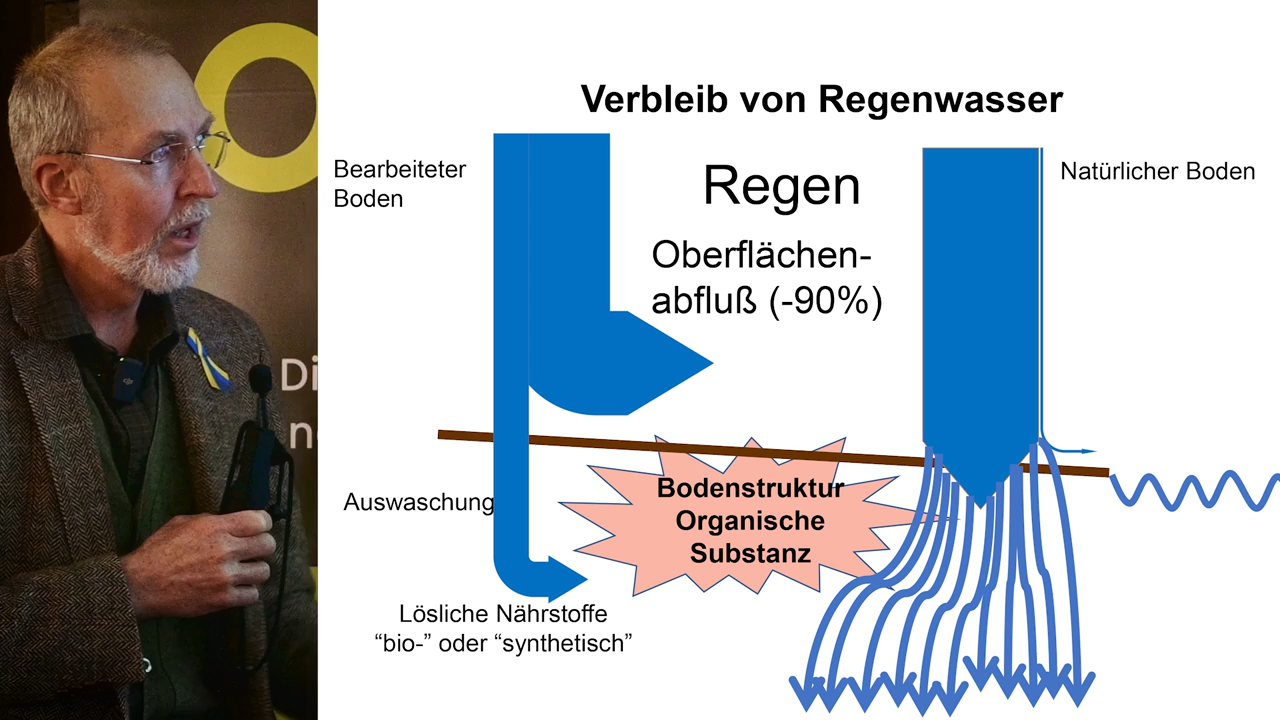 Verbleib von Regenwasser
Bearbeiteter
Boden
Regen
Natürlicher Boden
Oberflächen-
abfluß (-90%)
Auswaschung
Bodenstruktur
Organische
Substanz
Lösliche Nährstoffe
“bio-” oder “synthetisch”
Di